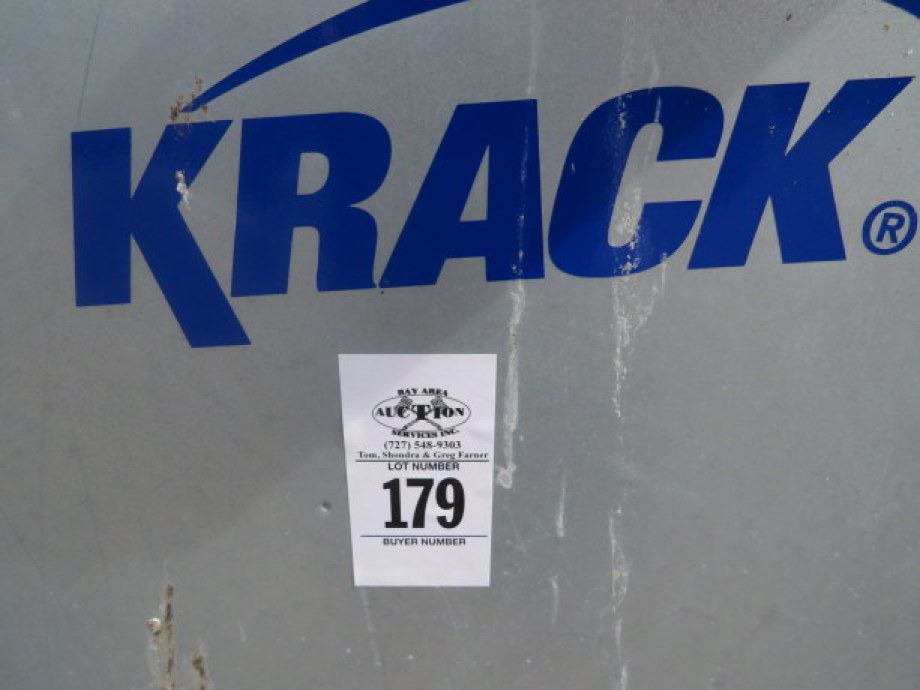 KRACK®
BAY AREA
AUCTION
SERVICES INC.
(727) 548-9303
Tom, Shondra & Greg Farner
LOT NUMBER
179
BUYER NUMBER